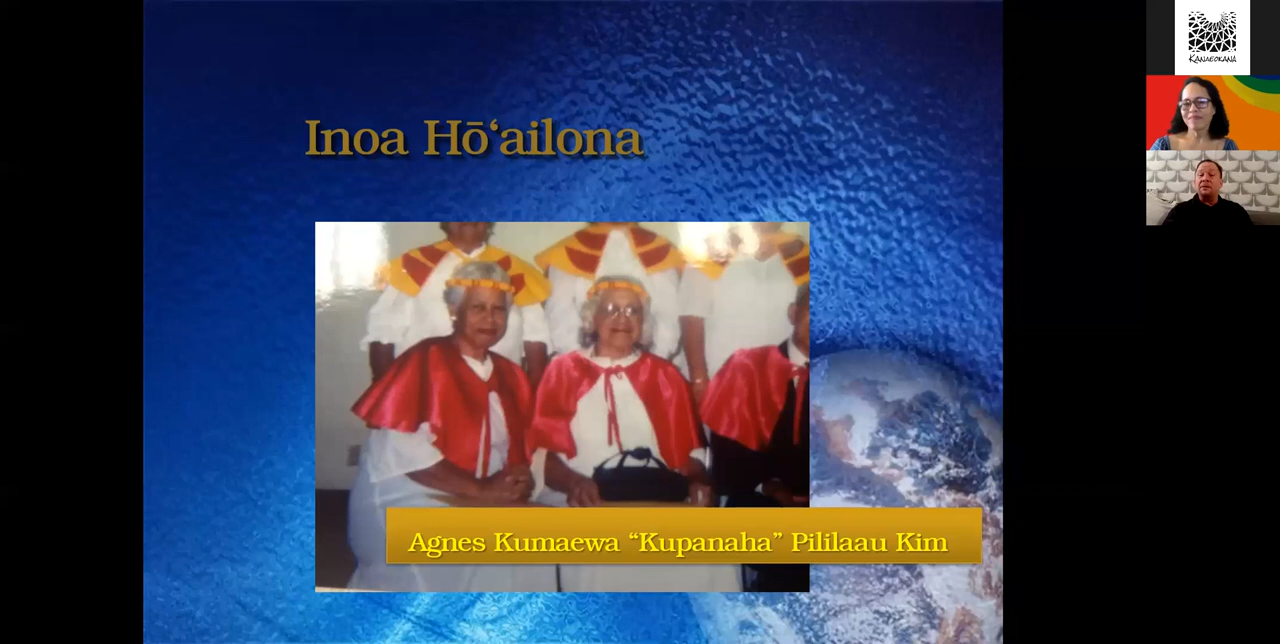 Inoa Hōʻailona
Agnes Kumaewa “Kupanaha” Pililaau Kim
KANAEOKANA